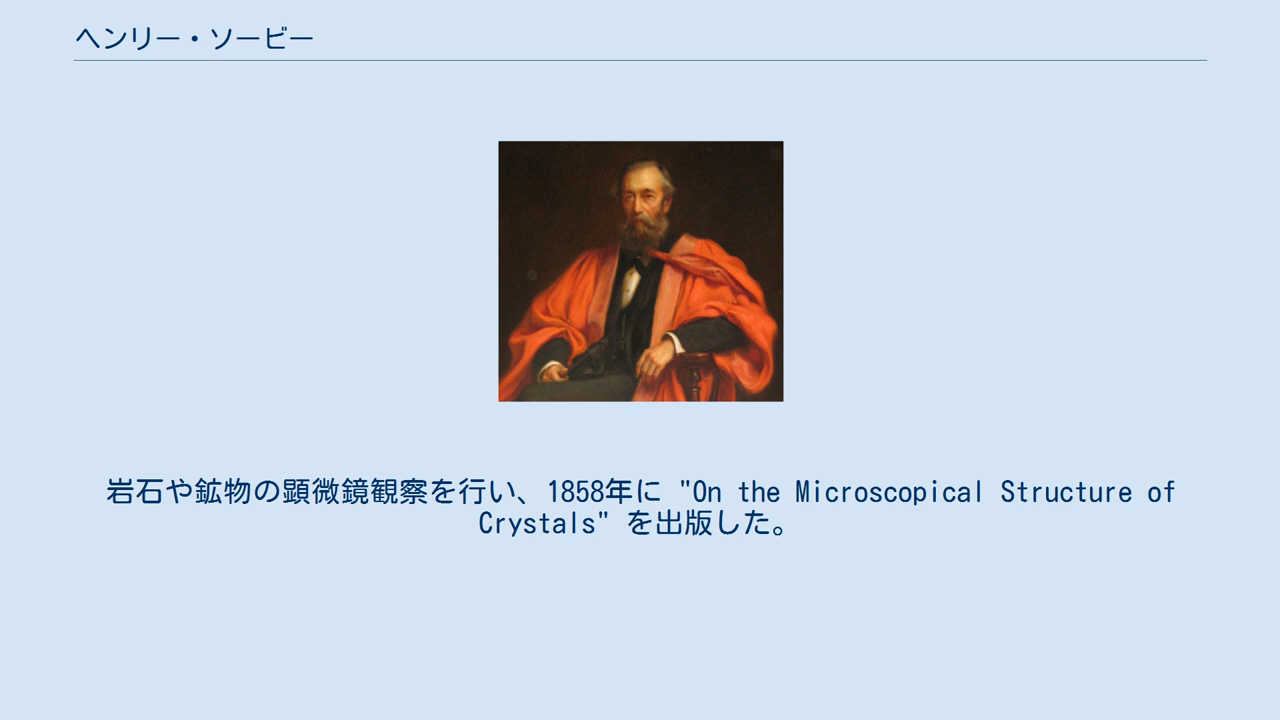 ヘンリー・ソービー
岩石や鉱物の顕微鏡観察を行い、1858年に "On the Microscopical Structure of
Crystals" を出版した。